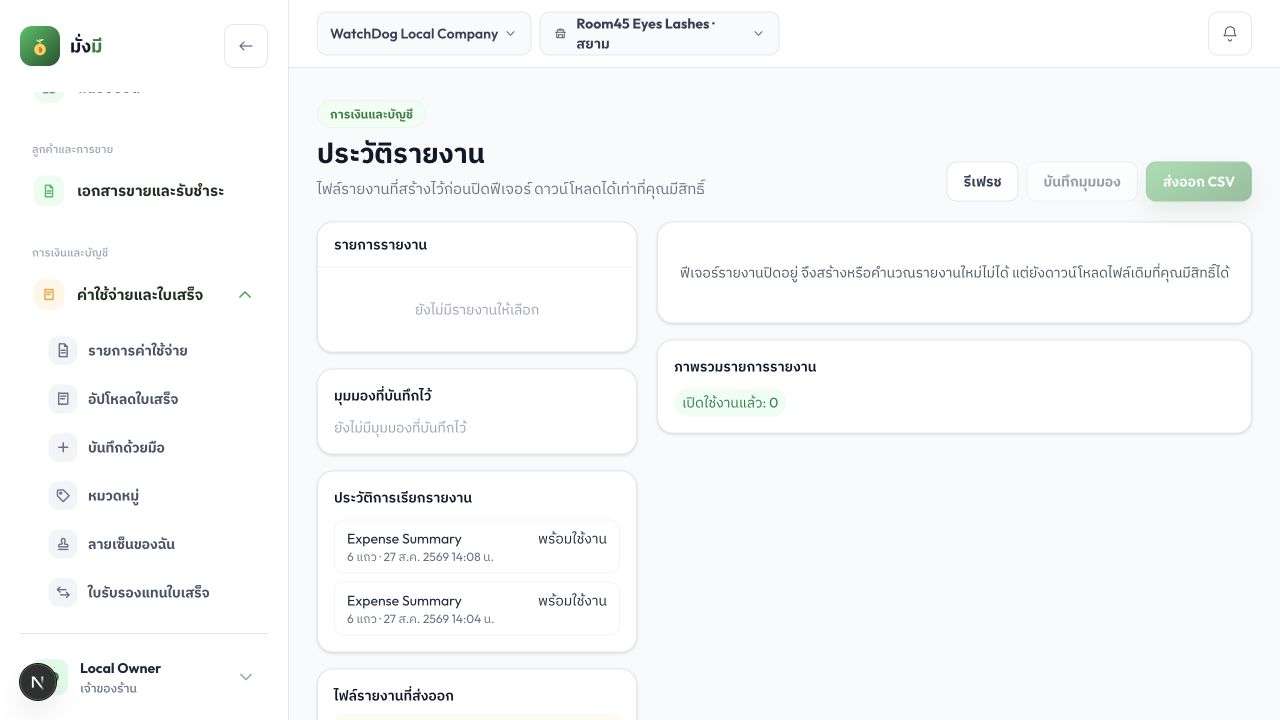 มั่งมี
ลูกค้าและการขาย
เอกสารขายและรับชำระ
การเงินและบัญชี
ค่าใช้จ่ายและใบเสร็จ
รายการค่าใช้จ่าย
อัปโหลดใบเสร็จ
บันทึกด้วยมือ
หมวดหมู่
ลายเซ็นของฉัน
ใบรับรองแทนใบเสร็จ
N
Local Owner
เจ้าของร้าน
WatchDog Local Company
Room45 Eyes Lashes ·
สยาม
การเงินและบัญชี
ประวัติรายงาน
ไฟล์รายงานที่สร้างไว้ก่อนปิดฟีเจอร์ ดาวน์โหลดได้เท่าที่คุณมีสิทธิ์
รีเฟรช
บันทึกมุมมอง
ส่งออก CSV
รายการรายงาน
ยังไม่มีรายงานให้เลือก
มุมมองที่บันทึกไว้
ยังไม่มีมุมมองที่บันทึกไว้
ประวัติการเรียกรายงาน
Expense Summary พร้อมใช้งาน
6 แถว · 27 ส.ค. 2569 14:08 น.
Expense Summary พร้อมใช้งาน
6 แถว · 27 ส.ค. 2569 14:04 น.
ไฟล์รายงานที่ส่งออก
ฟีเจอร์รายงานปิดอยู่ จึงสร้างหรือคำนวณรายงานใหม่ไม่ได้ แต่ยังดาวน์โหลดไฟล์เดิมที่คุณมีสิทธิ์ได้
ภาพรวมรายการรายงาน
เปิดใช้งานแล้ว: 0